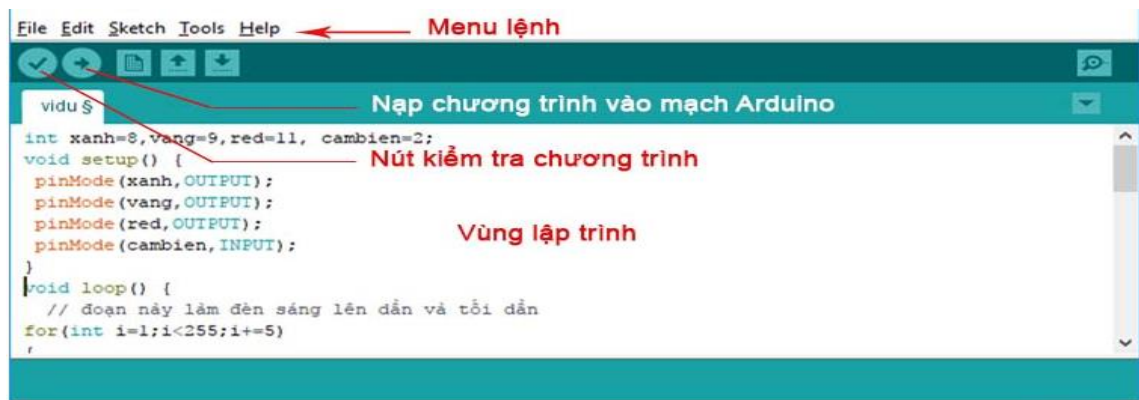 File Edit Sketch Tools Help
Menu lệnh
vidu §
Nạp chương trình vào mạch Arduino
int xanh=8,vang=9,red=11, cambien=2;
void setup() {
Nút kiểm tra chương trình
pinMode(xanh,OUTPUT);
pinMode(vang,OUTPUT);
pinMode(red,OUTPUT);
Vùng lập trình
pinMode(cambien,INPUT);
}
void loop() {
// đoạn này làm đèn sáng lên dần và tối dần
for(int i=1;i<255;i+=5)
{